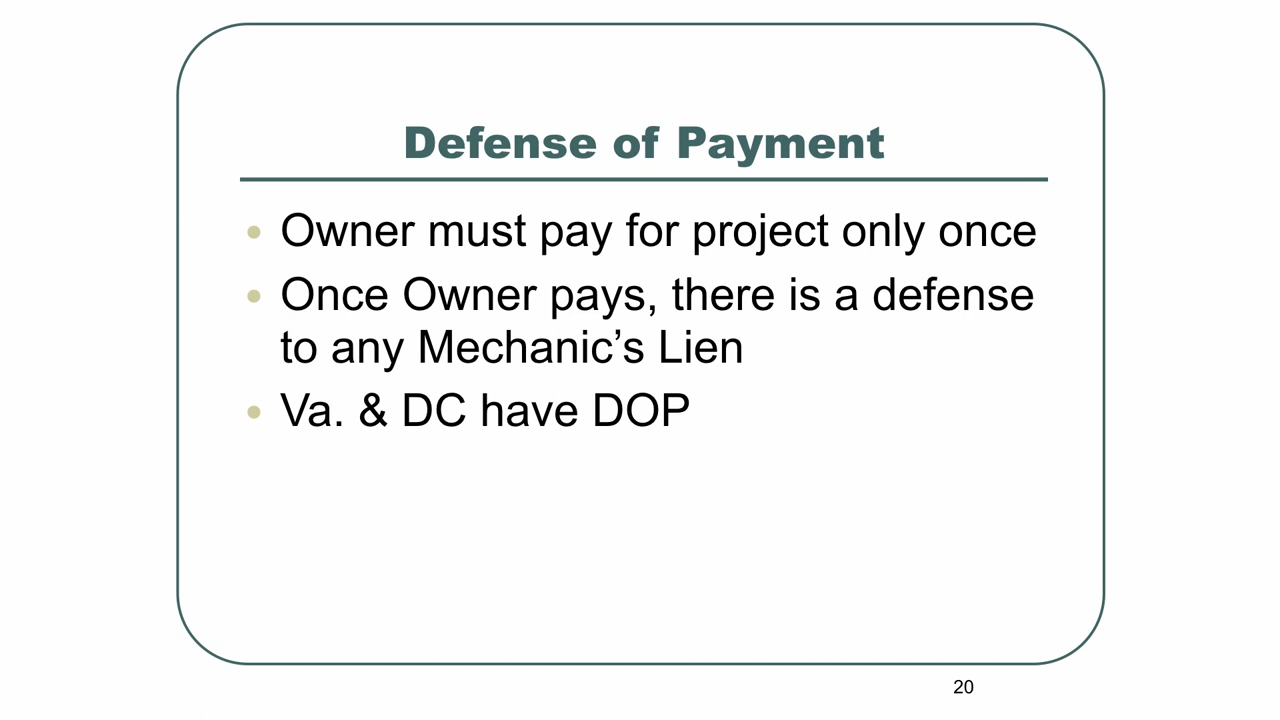 Defense of Payment
• Owner must pay for project only once
• Once Owner pays, there is a defense
to any Mechanic’s Lien
• Va. & DC have DOP
20